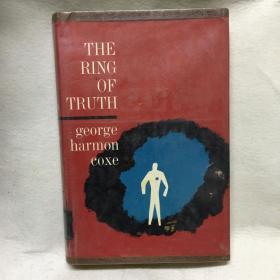 THE
RING
OF
TRUTH
george
harmon
coxe